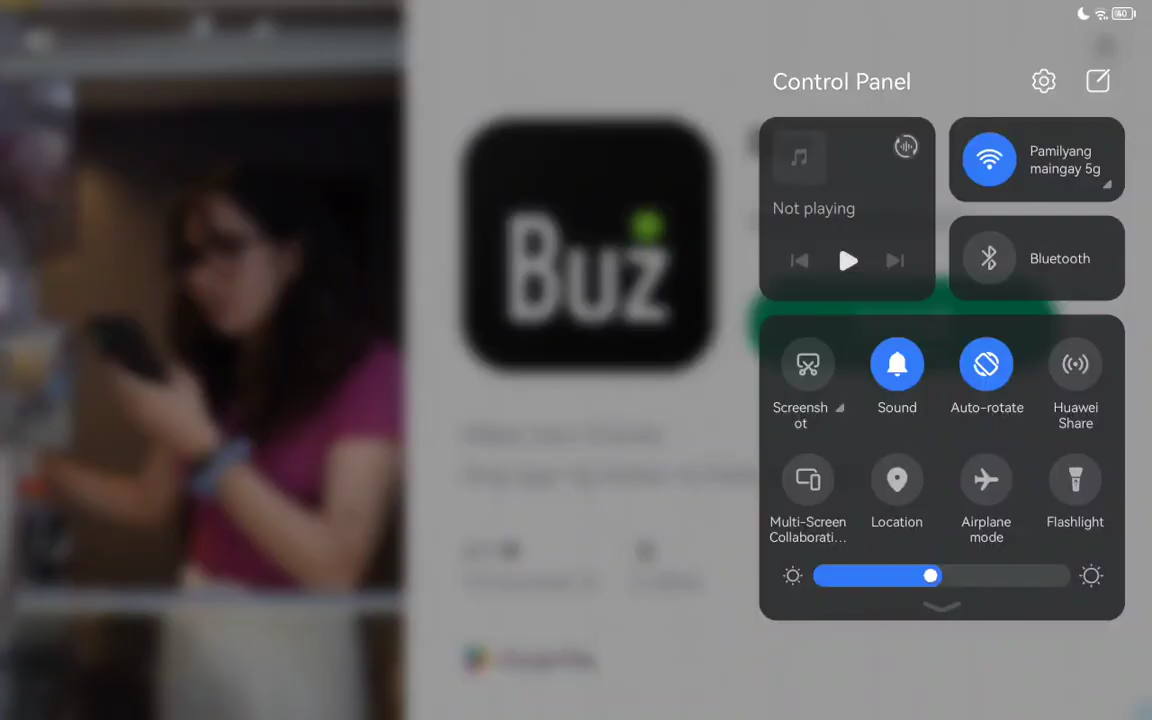 40
Control Panel
Not playing
Pamilyang
maingay 5g
Bluetooth
Buz
Screensh
ot
Sound
Auto-rotate
Huawei
Share
Multi-Screen
Collaborati...
Location
Airplane
mode
Flashlight